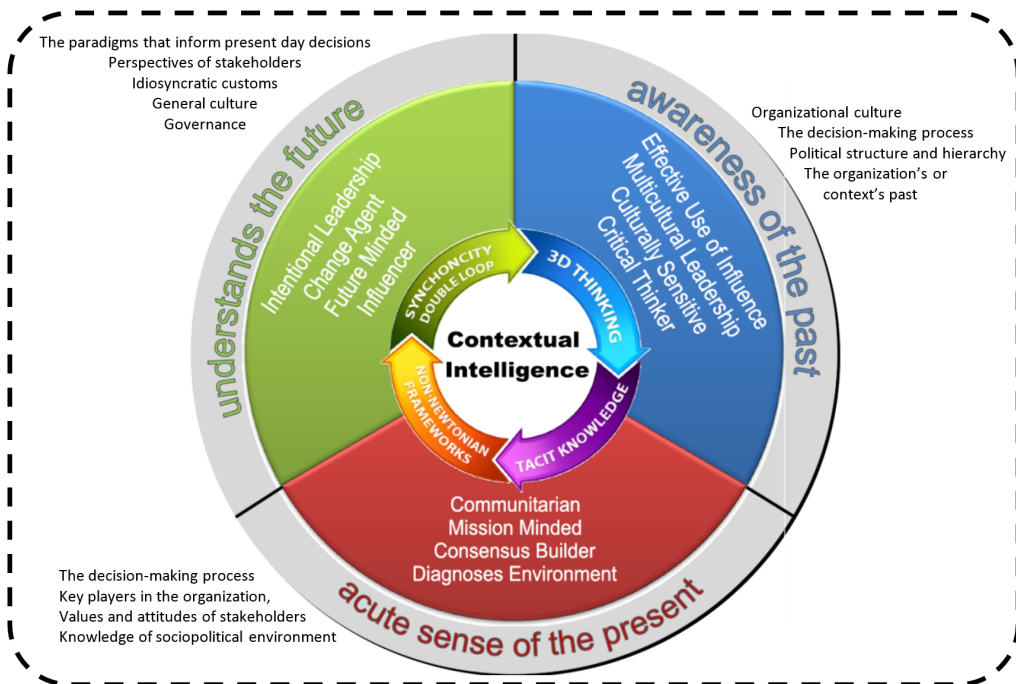 The paradigms that inform present day decisions
Perspectives of stakeholders
Idiosyncratic customs
General culture
Governance
Organizational culture
The decision-making process
Political structure and hierarchy
The organization's or
context's past
understands the future
awareness of the past
Intentional Leadership
Change Agent
Future Minded
Influencer
Effective Use of Influence
Multicultural Leadership
Culturally Sensitive
Critical Thinker
SYNCHONCITY
DOUBLE LOOP
3D THINKING
Contextual
Intelligence
NON-NEWTONIAN
FRAMEWORKS
TACIT KNOWLEDGE
Communitarian
Mission Minded
Consensus Builder
Diagnoses Environment
acute sense of the present
The decision-making process
Key players in the organization,
Values and attitudes of stakeholders
Knowledge of sociopolitical environment